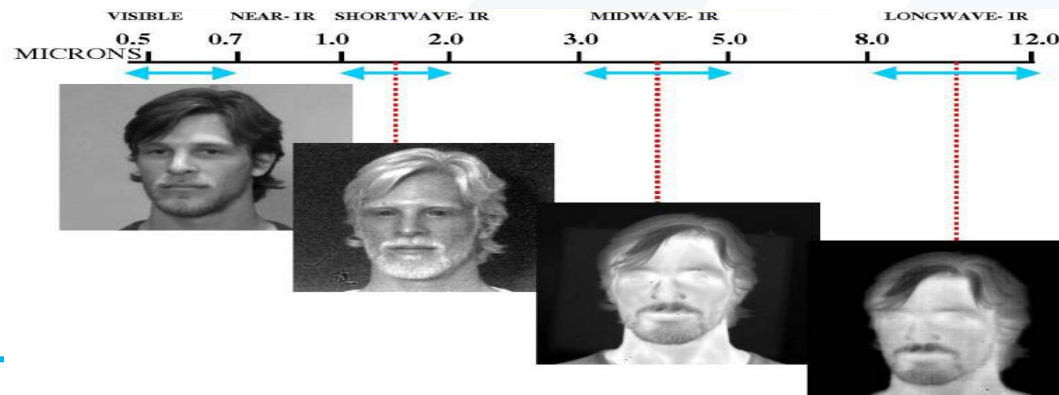 VISIBLE NEAR- IR SHORTWAVE- IR MIDWAVE- IR LONGWAVE- IR
0.5 0.7 1.0 2.0 3.0 5.0 8.0 12.0
MICRONS